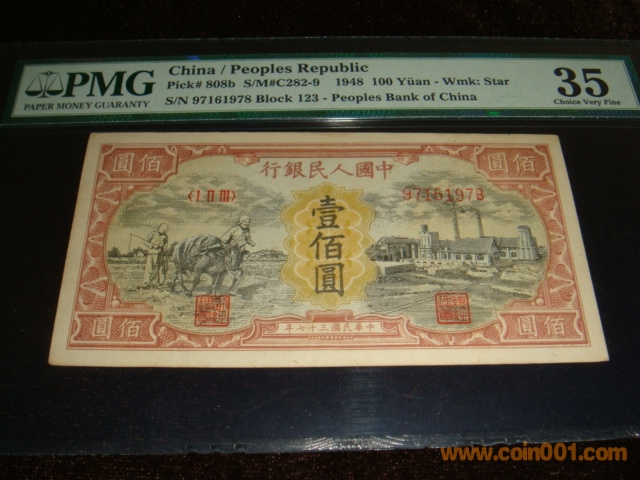 PMG
PAPER MONEY GUARANTY
China / Peoples Republic
Pick# 808b S/M#C282-9 1948 100 Yüan - Wmk: Star
S/N 97161978 Block 123 - Peoples Bank of China
35
Choice Very Fine
圓佰
行銀民人國中
圓佰
〈I II III〉
97161978
壹佰圓
圓佰
年七十三國民華中
圓佰
www.coin001.com